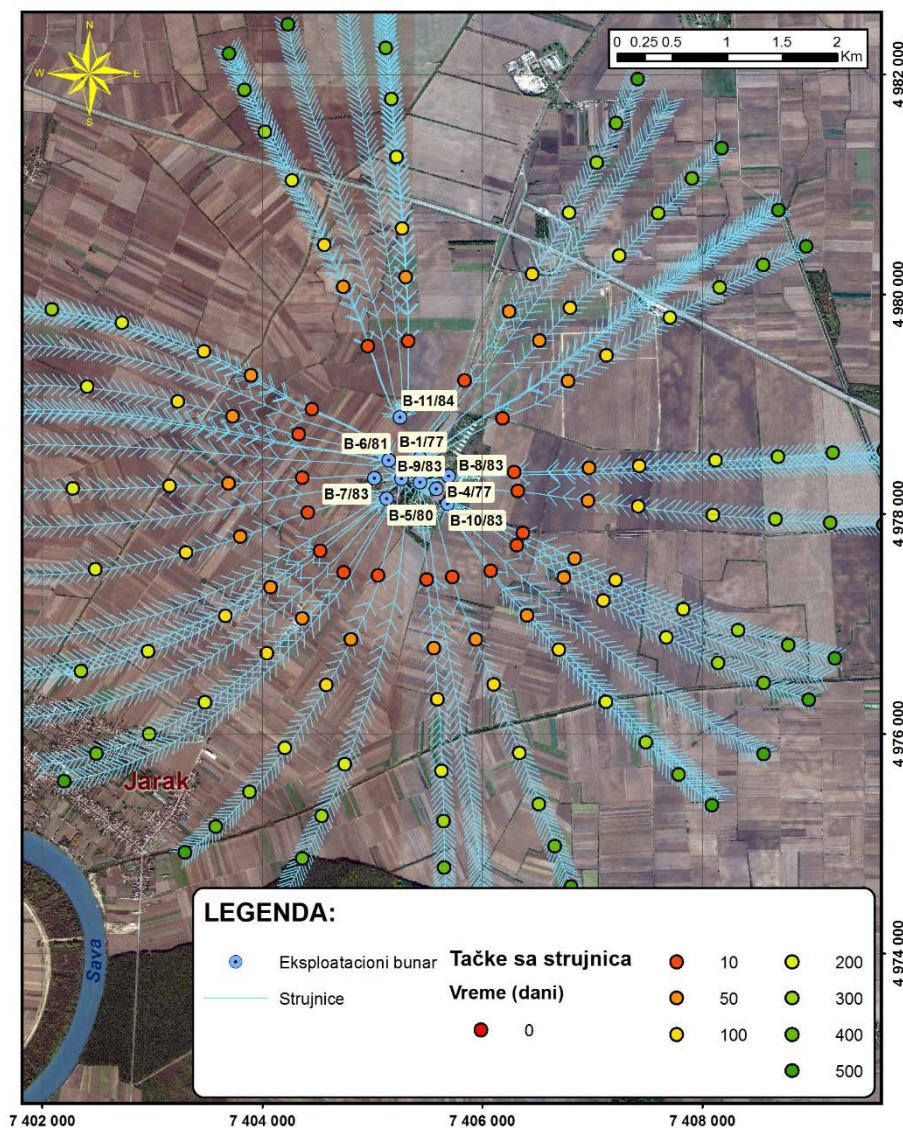 N
W E
S
0 0.25 0.5 1 1.5 2
Km
4 982 000
4 980 000
B-11/84
B-6/81 B-1/77
B-9/83 B-8/83
B-7/83 B-4/77
B-5/80 B-10/83
4 978 000
4 976 000
Jarak
Sava
4 974 000
LEGENDA:
Eksploatacioni bunar
Strujnice
Tačke sa strujnica
Vreme (dani)
0
10
50
100
200
300
400
500
7 402 000 7 404 000 7 406 000 7 408 000